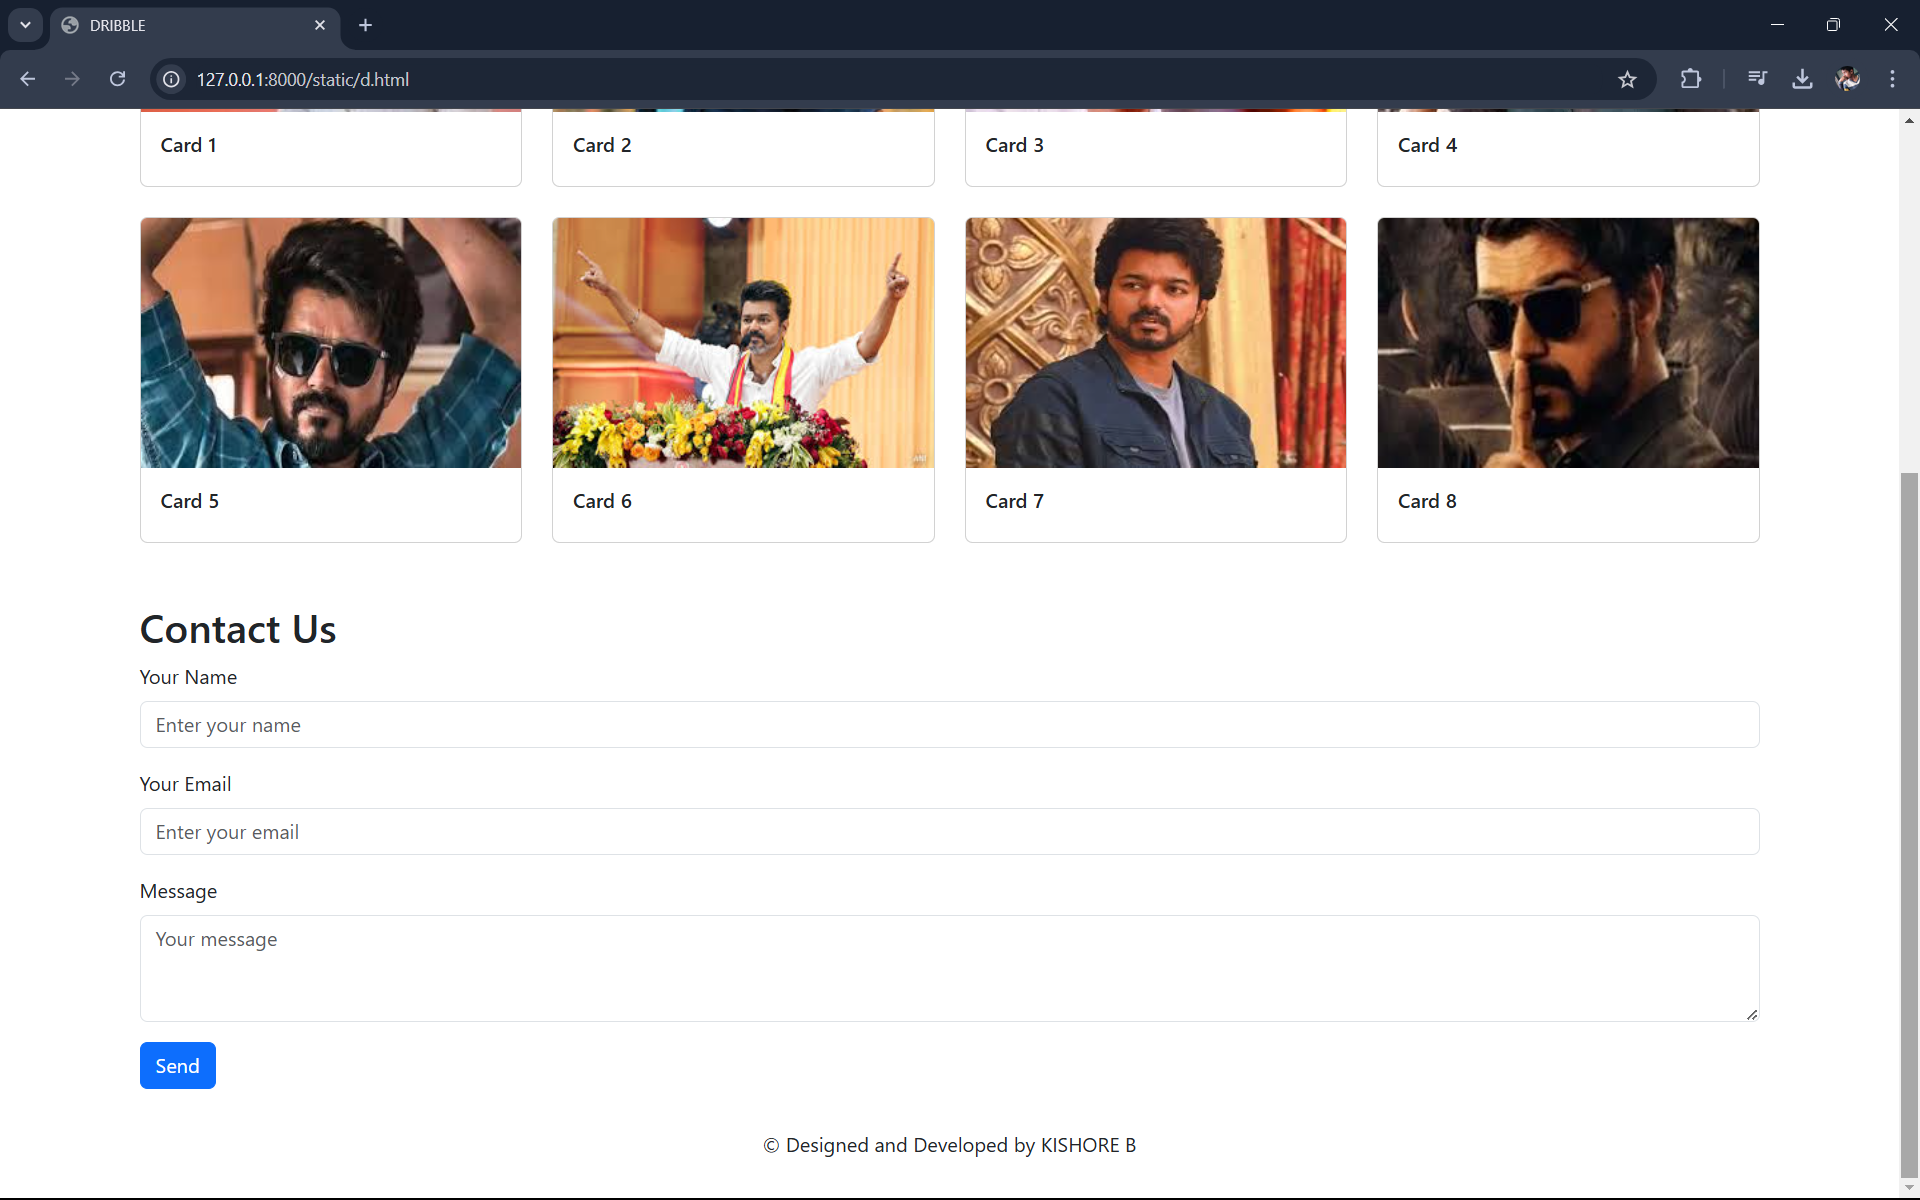 DRIBBLE
127.0.0.1:8000/static/d.html
Card 1
Card 2
Card 3
Card 4
ANI
Card 5
Card 6
Card 7
Card 8
Contact Us
Your Name
Enter your name
Your Email
Enter your email
Message
Your message
Send
© Designed and Developed by KISHORE B